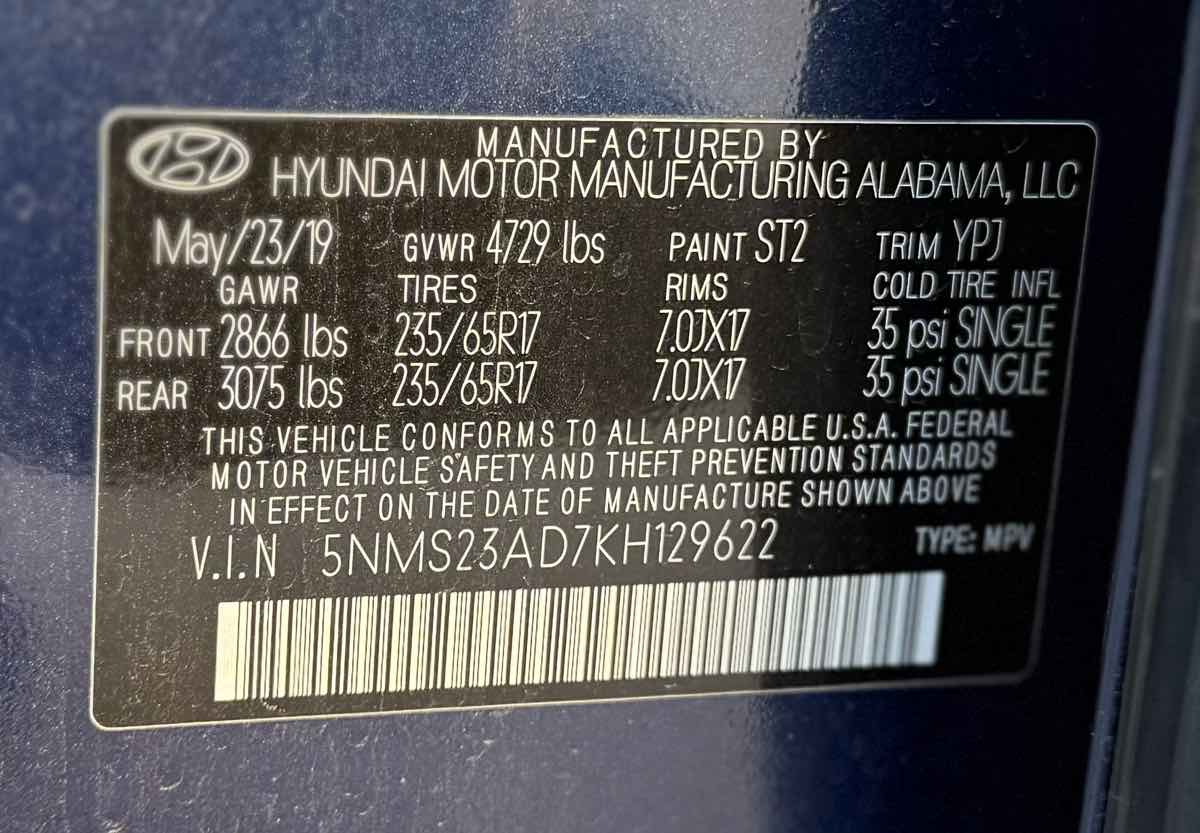 MANUFACTURED BY
HYUNDAI MOTOR MANUFACTURING ALABAMA, LLC
May/23/19 GVWR 4729 lbs PAINT ST2 TRIM YPJ
GAWR TIRES RIMS COLD TIRE INFL
FRONT 2866 lbs 235/65R17 7.0JX17 35 psi SINGLE
REAR 3075 lbs 235/65R17 7.0JX17 35 psi SINGLE
THIS VEHICLE CONFORMS TO ALL APPLICABLE U.S.A. FEDERAL
MOTOR VEHICLE SAFETY AND THEFT PREVENTION STANDARDS
IN EFFECT ON THE DATE OF MANUFACTURE SHOWN ABOVE
V.I.N 5NMS23AD7KH129622 TYPE: MPV